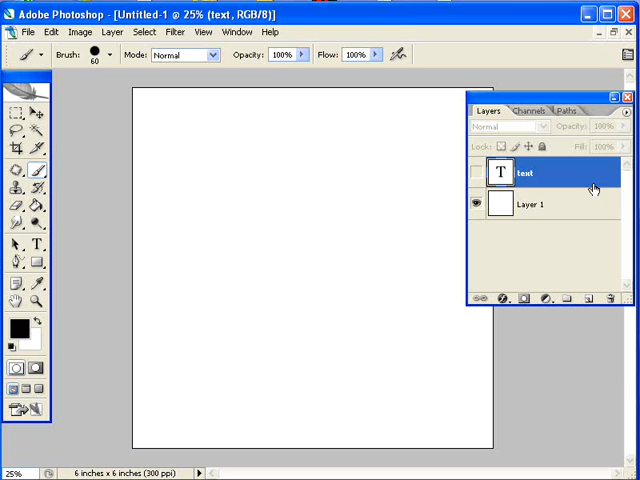 Adobe Photoshop - [Untitled-1 @ 25% (text, RGB/8)]
File Edit Image Layer Select Filter View Window Help
Brush: 60 Mode: Normal Opacity: 100% Flow: 100%
Layers Channels Paths
Normal Opacity: 100%
Lock: Fill: 100%
T text
Layer 1
T
25% 6 inches x 6 inches (300 ppi)